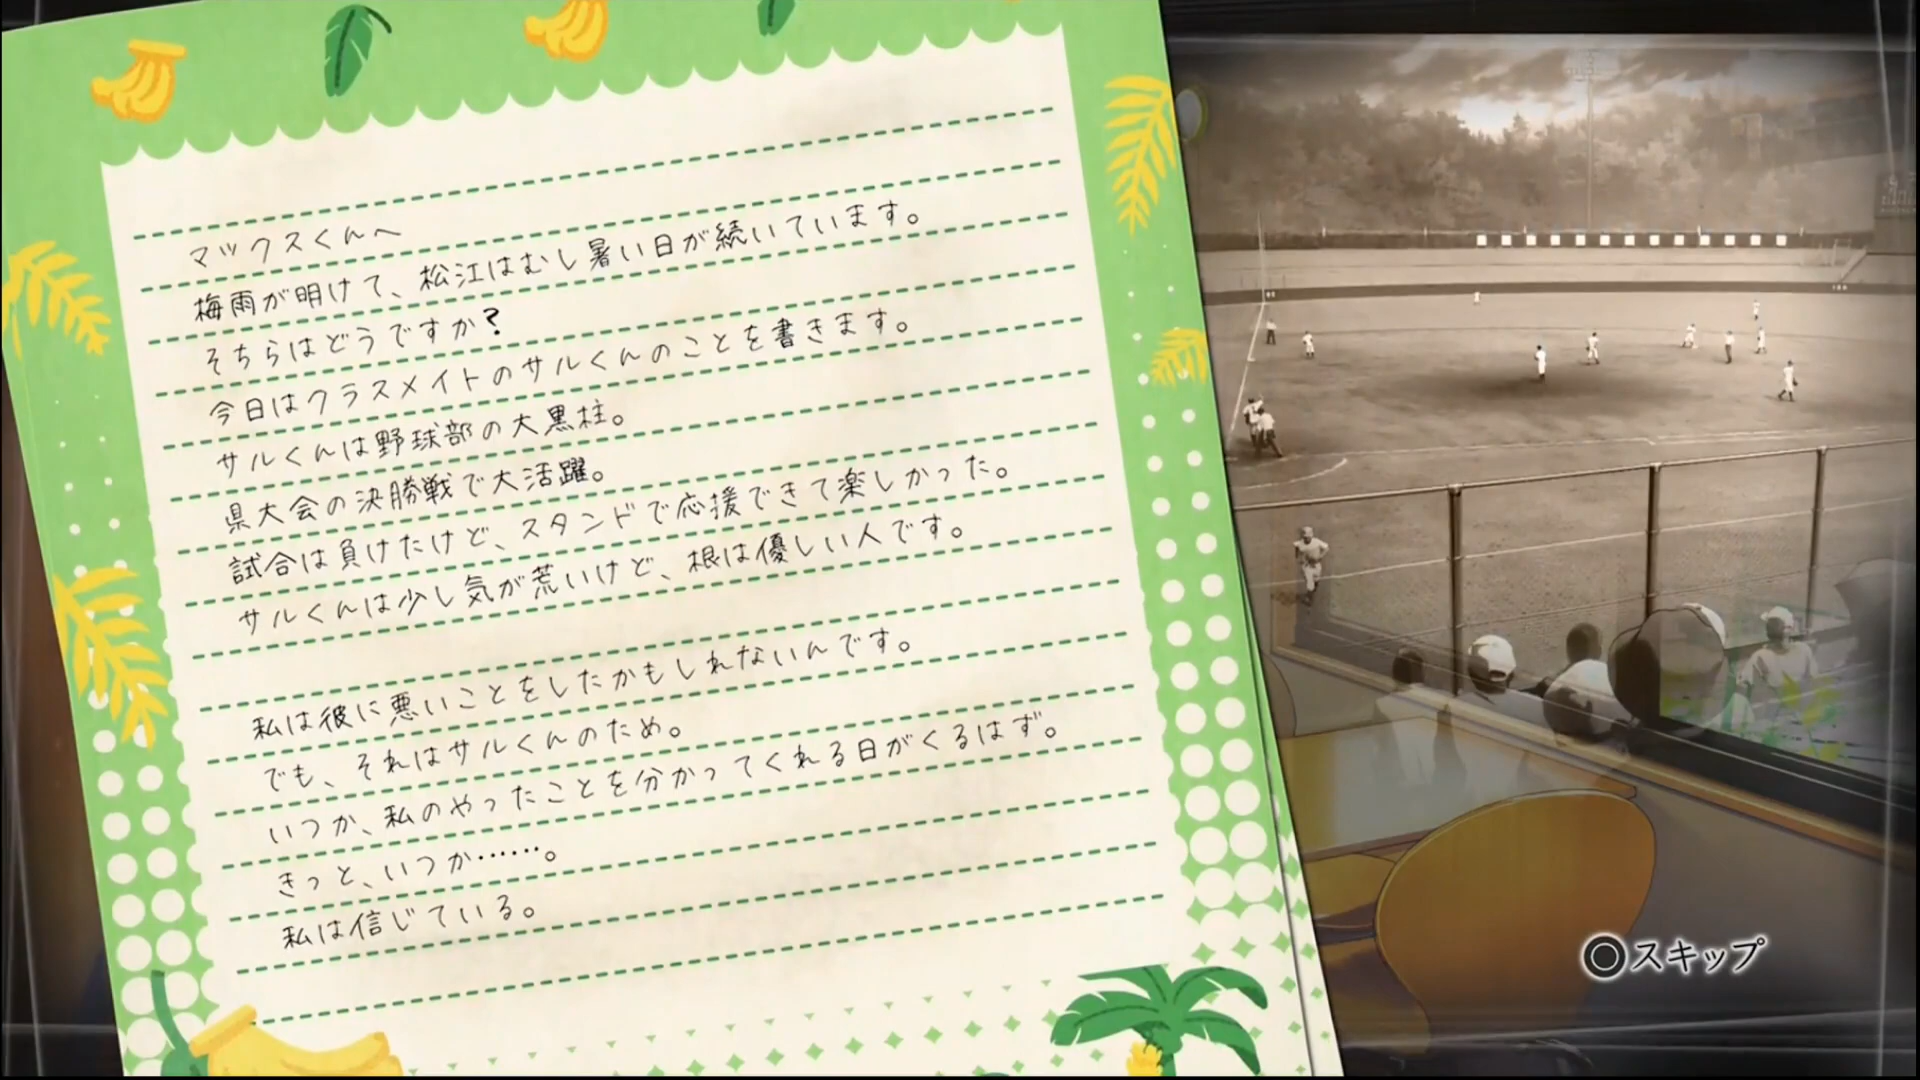 マックスくんへ
梅雨が明けて、松江はむし暑い日が続いています。
そちらはどうですか?
今日はクラスメイトのサルくんのことを書きます。
サルくんは野球部の大黒柱。
県大会の決勝戦で大活躍。
試合は負けたけど、スタンドで応援できて楽しかった。
サルくんは少し気が荒いけど、根は優しい人です。
私は彼に悪いことをしたかもしれないんです。
でも、それはサルくんのため。
いつか、私のやったことを分かってくれる日がくるはず。
きっと、いつか……。
私は信じている。
スキップ